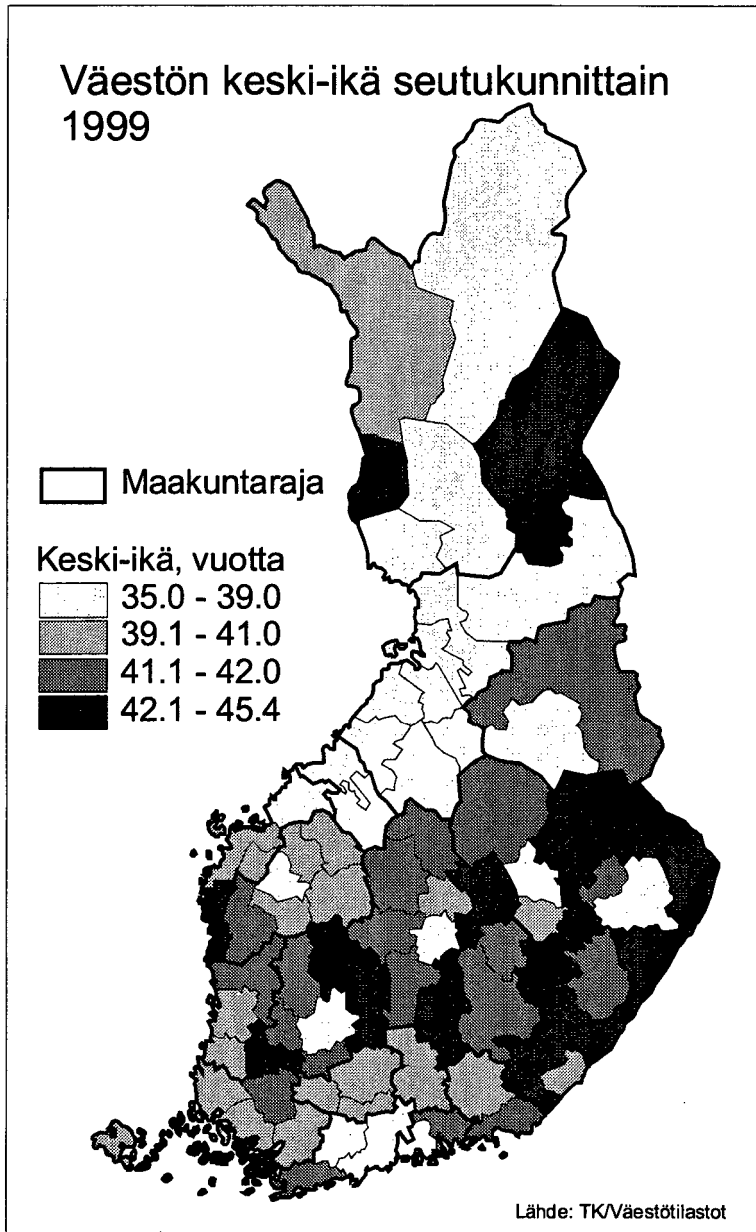 Väestön keski-ikä seutukunnittain
1999
Maakuntaraja
Keski-ikä, vuotta
35.0 - 39.0
39.1 - 41.0
41.1 - 42.0
42.1 - 45.4
Lähde: TK/Väestötilastot